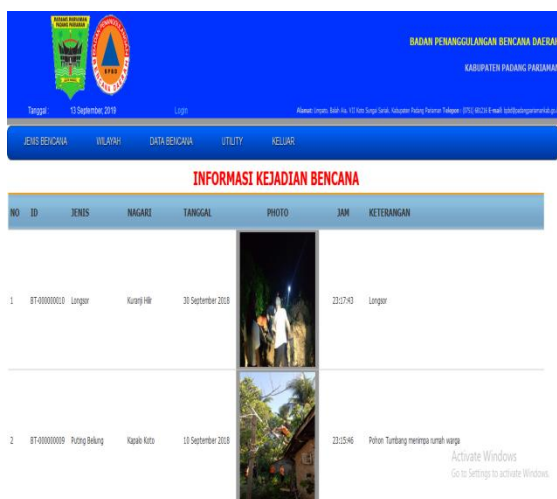 BADAN PENANGGULANGAN BENCANA DAERAH
KABUPATEN PADANG PARIAMAN
BPBD
Tanggal : 13 September, 2019 Login
JENIS BENCANA WILAYAH DATA BENCANA UTILITY KELUAR
INFORMASI KEJADIAN BENCANA
NO ID JENIS NAGARI TANGGAL PHOTO JAM KETERANGAN
1 BT-000000010 Longsor Kuranji Hilir 30 September 2018 23:17:43 Longsor
2 BT-000000009 Puting Beliung Kapalo Koto 10 September 2018 23:15:46 Pohon Tumbang menimpa rumah warga
Activate Windows
Go to Settings to activate Windows.